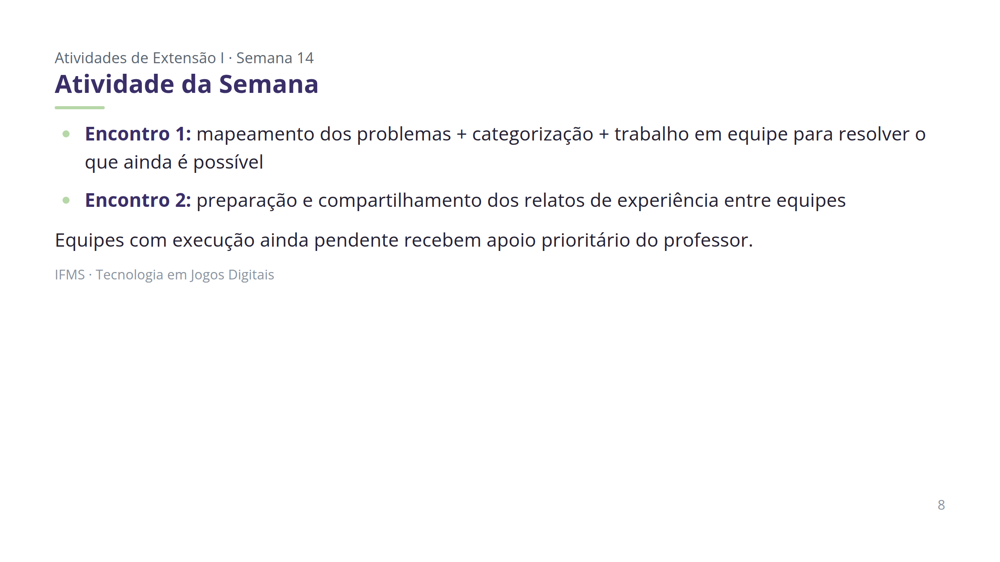 Atividades de Extensão I · Semana 14
Atividade da Semana
Encontro 1: mapeamento dos problemas + categorização + trabalho em equipe para resolver o
que ainda é possível
Encontro 2: preparação e compartilhamento dos relatos de experiência entre equipes
Equipes com execução ainda pendente recebem apoio prioritário do professor.
IFMS · Tecnologia em Jogos Digitais
8